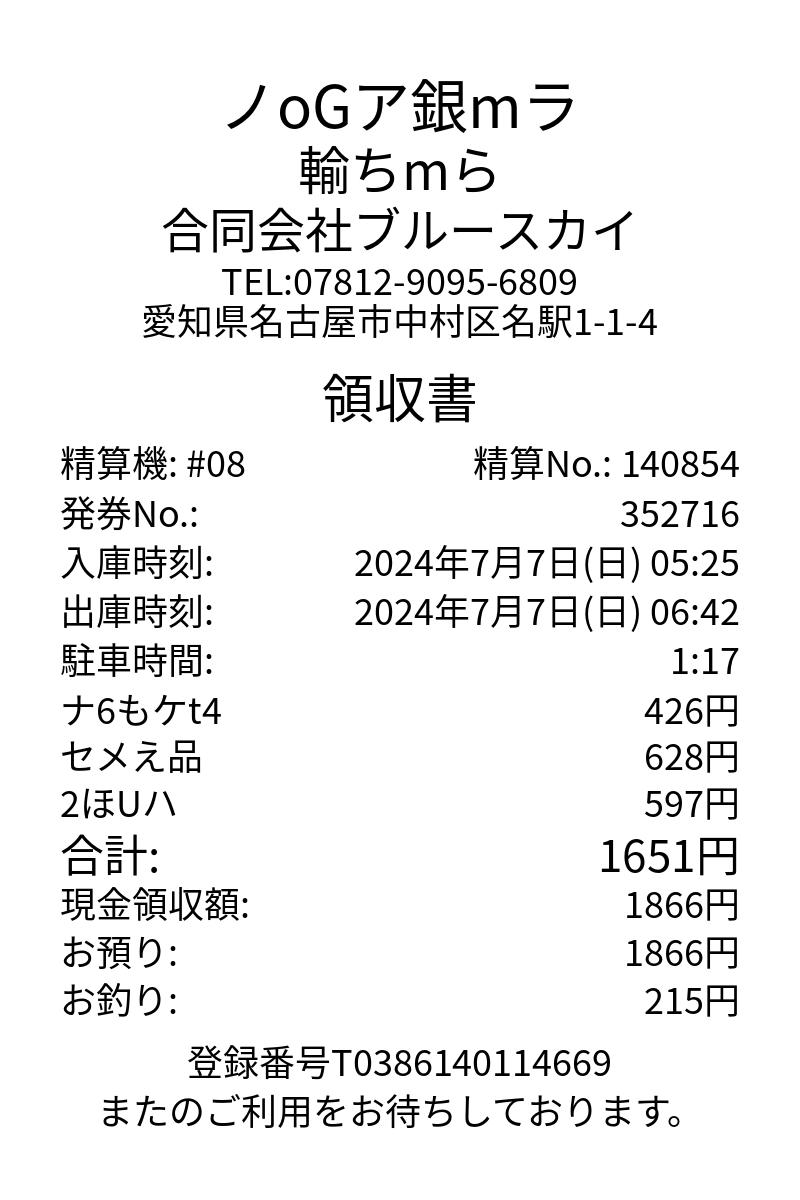 ノoGア銀mラ
輸ちmら
合同会社ブルースカイ
TEL:07812-9095-6809
愛知県名古屋市中村区名駅1-1-4
領収書
精算機: #08 精算No.: 140854
発券No.: 352716
入庫時刻: 2024年7月7日(日) 05:25
出庫時刻: 2024年7月7日(日) 06:42
駐車時間: 1:17
ナ6もケt4 426円
セメえ品 628円
2ほUハ 597円
合計: 1651円
現金領収額: 1866円
お預り: 1866円
お釣り: 215円
登録番号T0386140114669
またのご利用をお待ちしております。